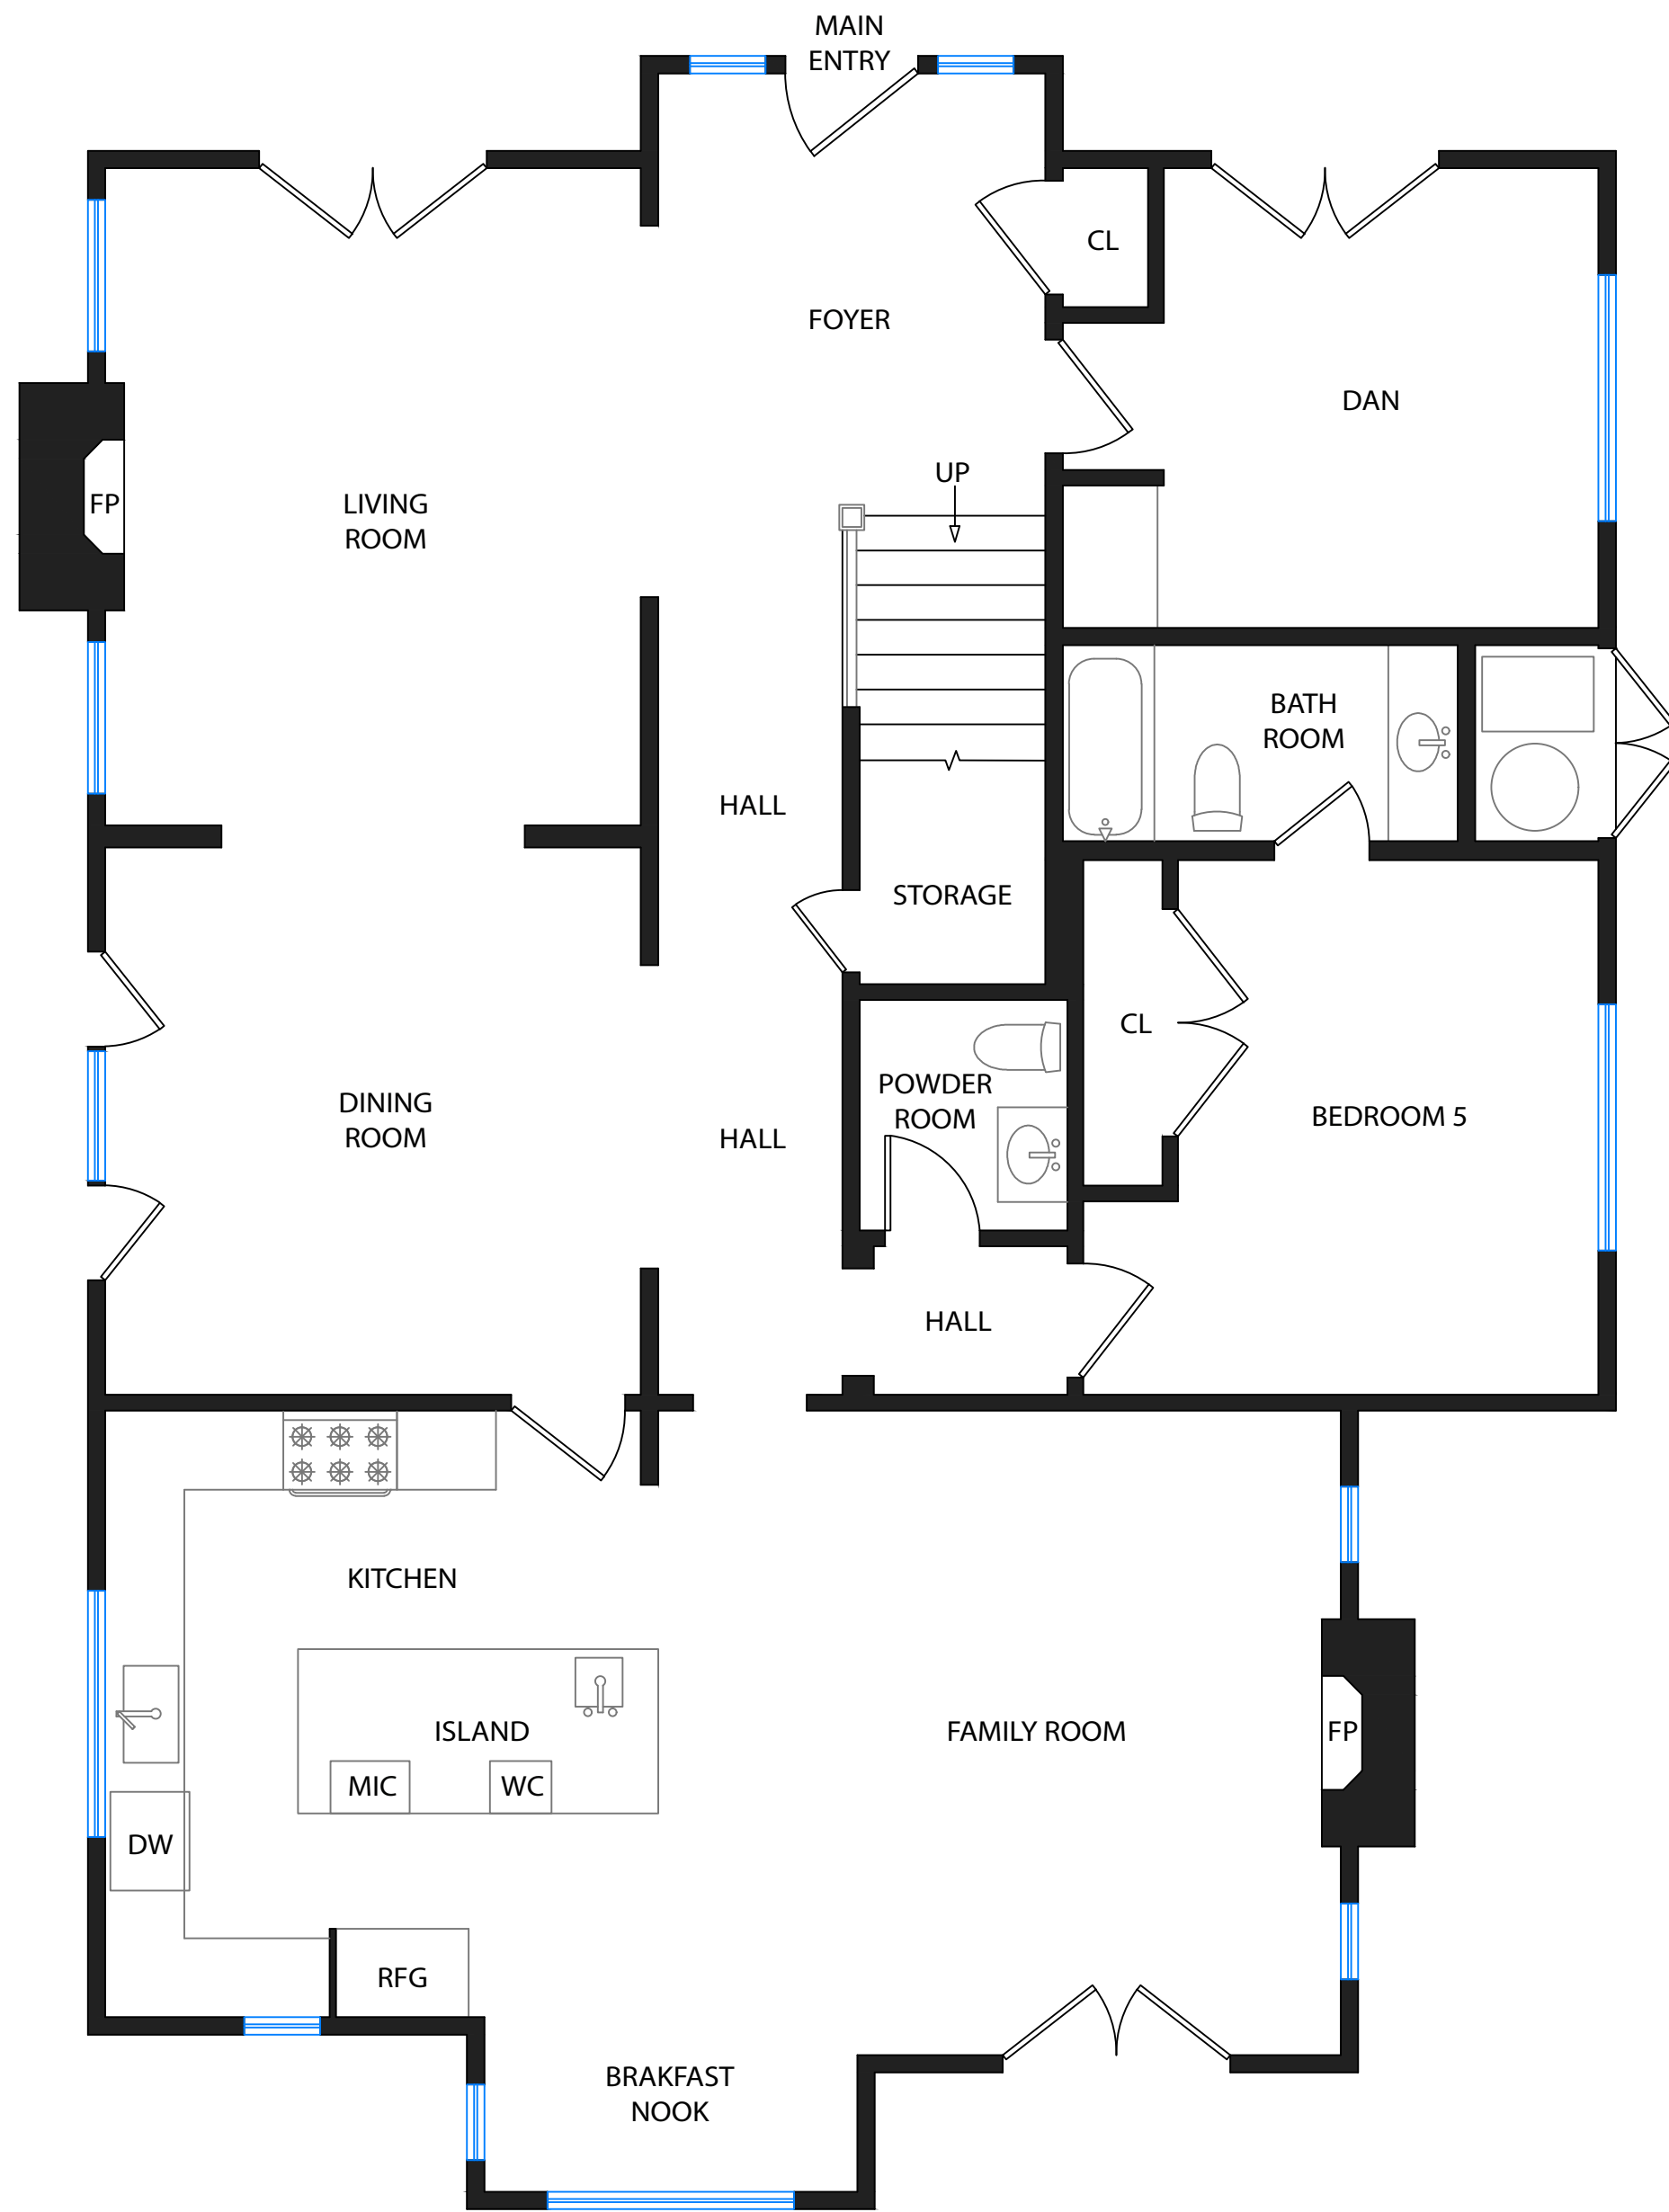 MAIN
ENTRY
CL
FOYER
DAN
UP
FP
LIVING
ROOM
BATH
ROOM
HALL
STORAGE
CL
POWDER
ROOM
DINING
ROOM
HALL
BEDROOM 5
HALL
KITCHEN
ISLAND
FAMILY ROOM
FP
MIC
WC
DW
RFG
BRAKFAST
NOOK